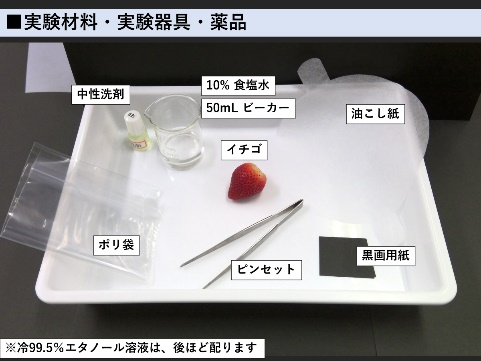 ■実験材料・実験器具・薬品
中性洗剤
10% 食塩水
50mL ビーカー
油こし紙
イチゴ
ポリ袋
ピンセット
黒画用紙
※冷99.5%エタノール溶液は、後ほど配ります